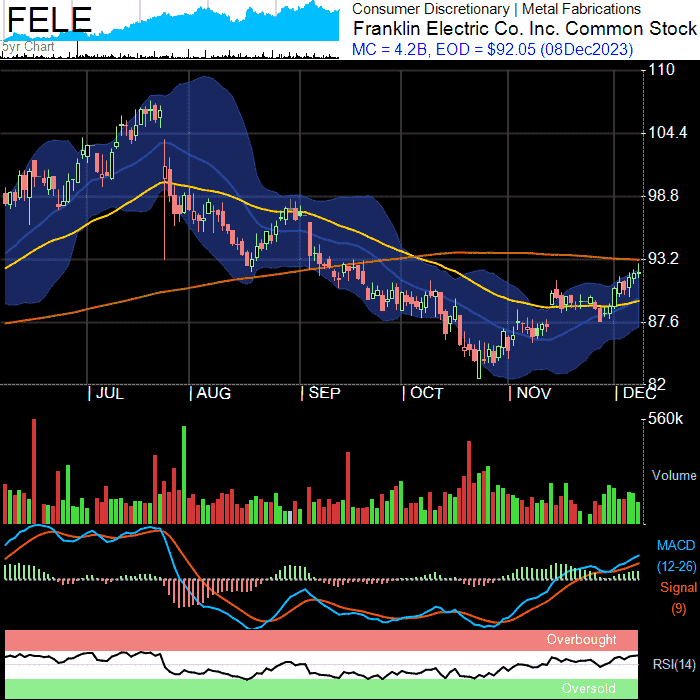 FELE
5yr Chart
Consumer Discretionary | Metal Fabrications
Franklin Electric Co. Inc. Common Stock
MC = 4.2B, EOD = $92.05 (08Dec2023)
110
104.4
98.8
93.2
87.6
82
| JUL | AUG | SEP | OCT | NOV | DEC
560k
Volume
MACD
(12-26)
Signal
(9)
Overbought
RSI(14)
Oversold